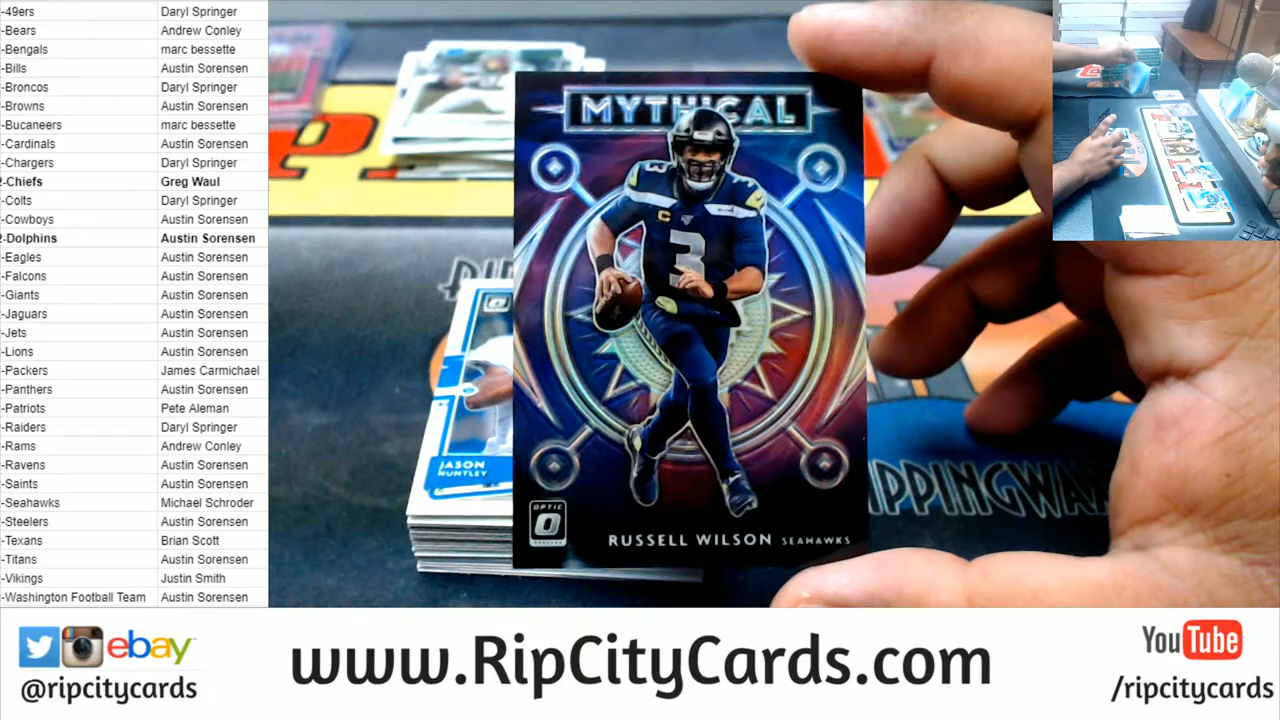 -49ers Daryl Springer
-Bears Andrew Conley
-Bengals marc bessette
-Bills Austin Sorensen
-Broncos Daryl Springer
-Browns Austin Sorensen
-Bucaneers marc bessette
-Cardinals Austin Sorensen
-Chargers Daryl Springer
-Chiefs Greg Waul
-Colts Daryl Springer
-Cowboys Austin Sorensen
-Dolphins Austin Sorensen
-Eagles Austin Sorensen
-Falcons Austin Sorensen
-Giants Austin Sorensen
-Jaguars Austin Sorensen
-Jets Austin Sorensen
-Lions Austin Sorensen
-Packers James Carmichael
-Panthers Austin Sorensen
-Patriots Pete Aleman
-Raiders Daryl Springer
-Rams Andrew Conley
-Ravens Austin Sorensen
-Saints Austin Sorensen
-Seahawks Michael Schroder
-Steelers Austin Sorensen
-Texans Brian Scott
-Titans Austin Sorensen
-Vikings Justin Smith
-Washington Football Team Austin Sorensen
MYTHICAL
3
C
3
JASON
HUNTLEY
OPTIC
RUSSELL WILSON SEAHAWKS
RIPPINGWAX
ebay
@ripcitycards
www.RipCityCards.com
YouTube
/ripcitycards